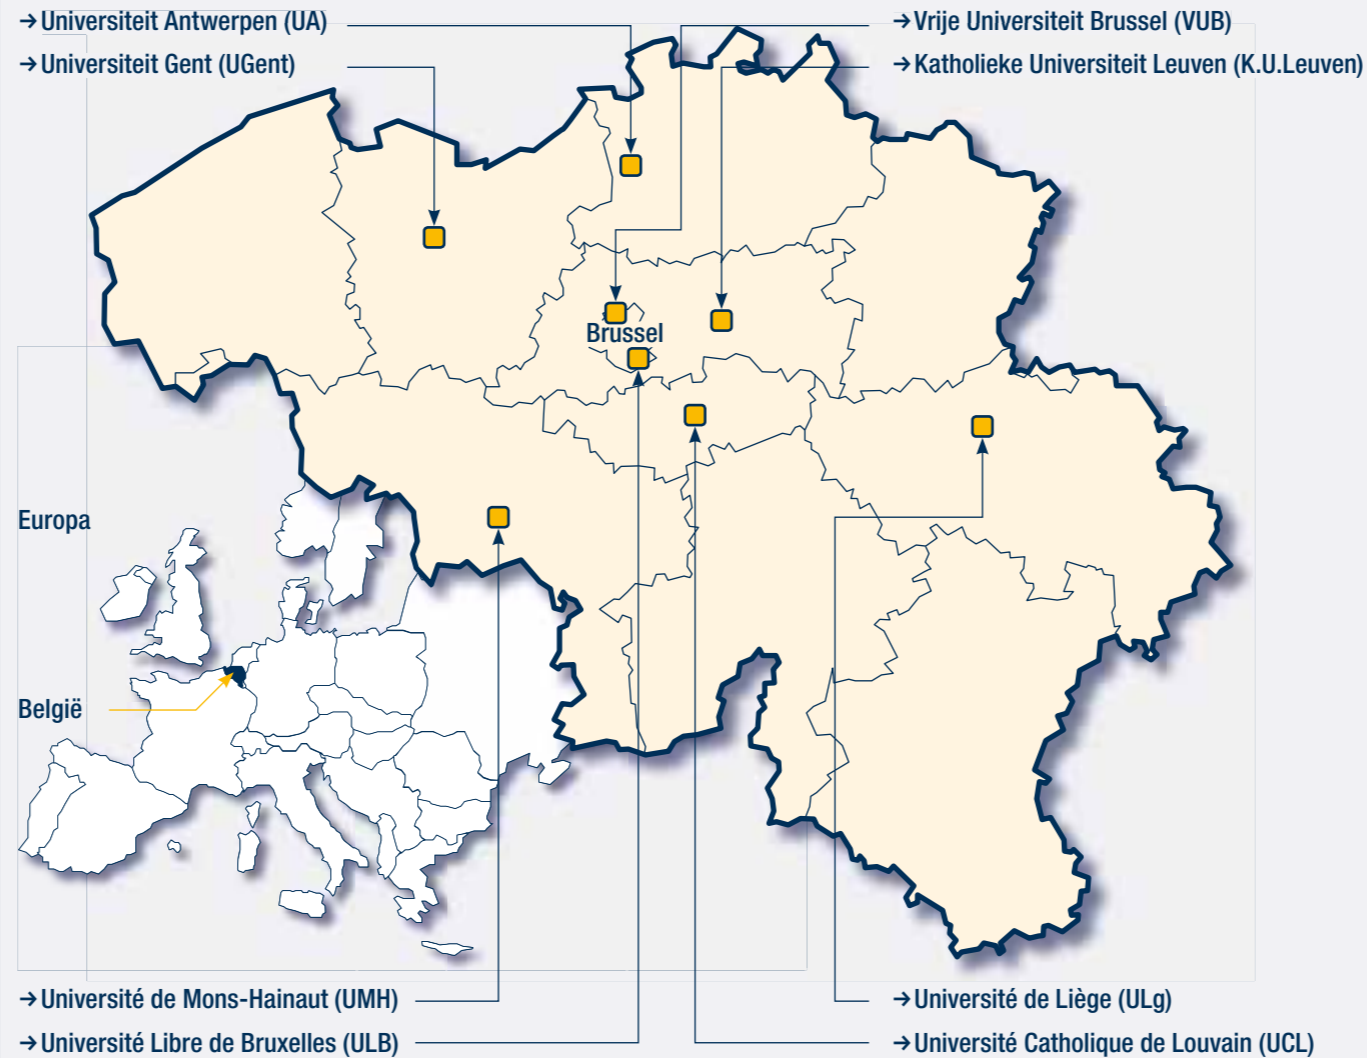 →Universiteit Antwerpen (UA)
→Vrije Universiteit Brussel (VUB)
→Universiteit Gent (UGent)
→Katholieke Universiteit Leuven (K.U.Leuven)
Brussel
Europa
België
→Université de Mons-Hainaut (UMH)
→Université de Liège (ULg)
→Université Libre de Bruxelles (ULB)
→Université Catholique de Louvain (UCL)